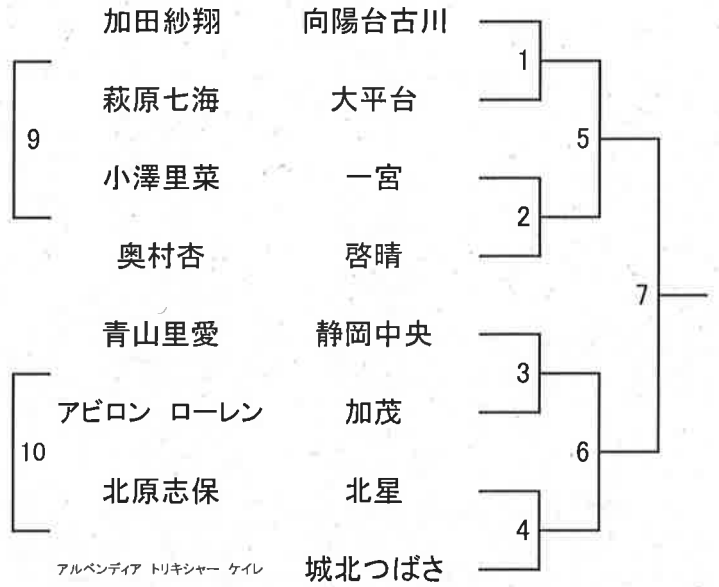 加田紗翔 向陽台古川
1
萩原七海 大平台
9 5
小澤里菜 一宮
2
奥村杏 啓晴
7
青山里愛 静岡中央
3
アビロン ローレン 加茂
10 6
北原志保 北星
4
アルベンディア トリキシャー ケイレ 城北つばさ